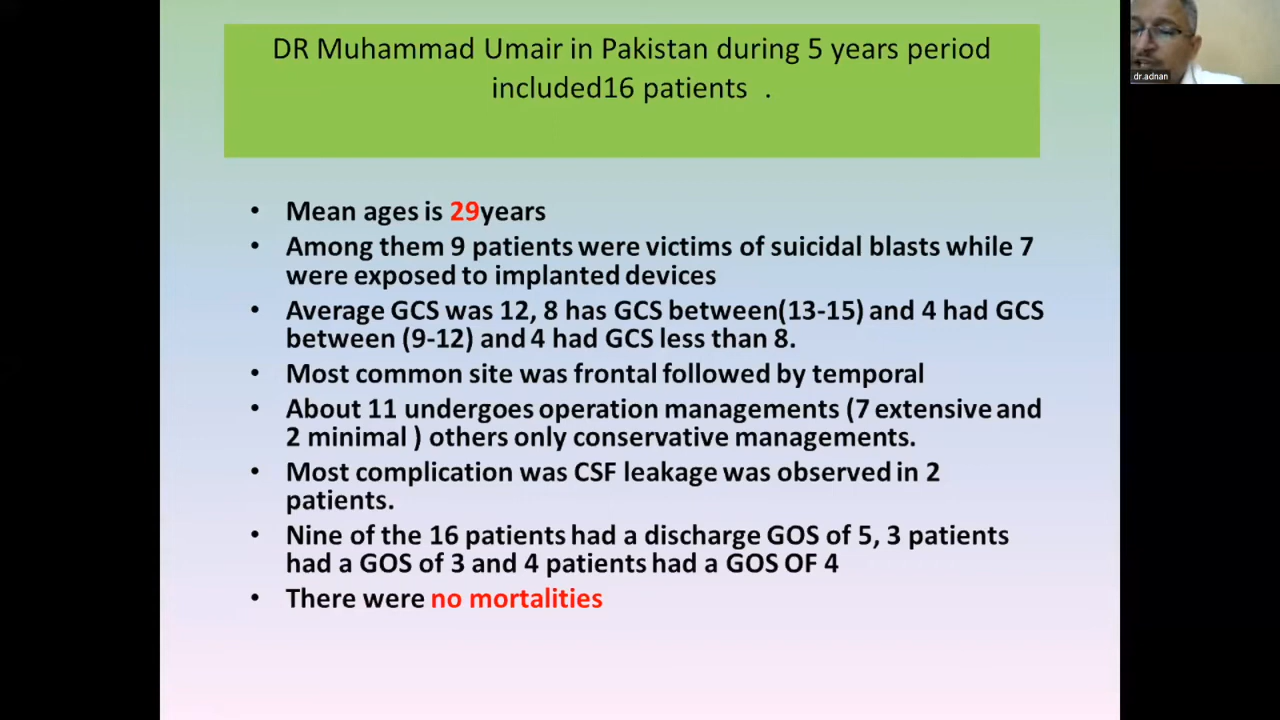 DR Muhammad Umair in Pakistan during 5 years period
included16 patients .
• Mean ages is 29years
• Among them 9 patients were victims of suicidal blasts while 7
were exposed to implanted devices
• Average GCS was 12, 8 has GCS between(13-15) and 4 had GCS
between (9-12) and 4 had GCS less than 8.
• Most common site was frontal followed by temporal
• About 11 undergoes operation managements (7 extensive and
2 minimal ) others only conservative managements.
• Most complication was CSF leakage was observed in 2
patients.
• Nine of the 16 patients had a discharge GOS of 5, 3 patients
had a GOS of 3 and 4 patients had a GOS OF 4
• There were no mortalities
dr.adnan